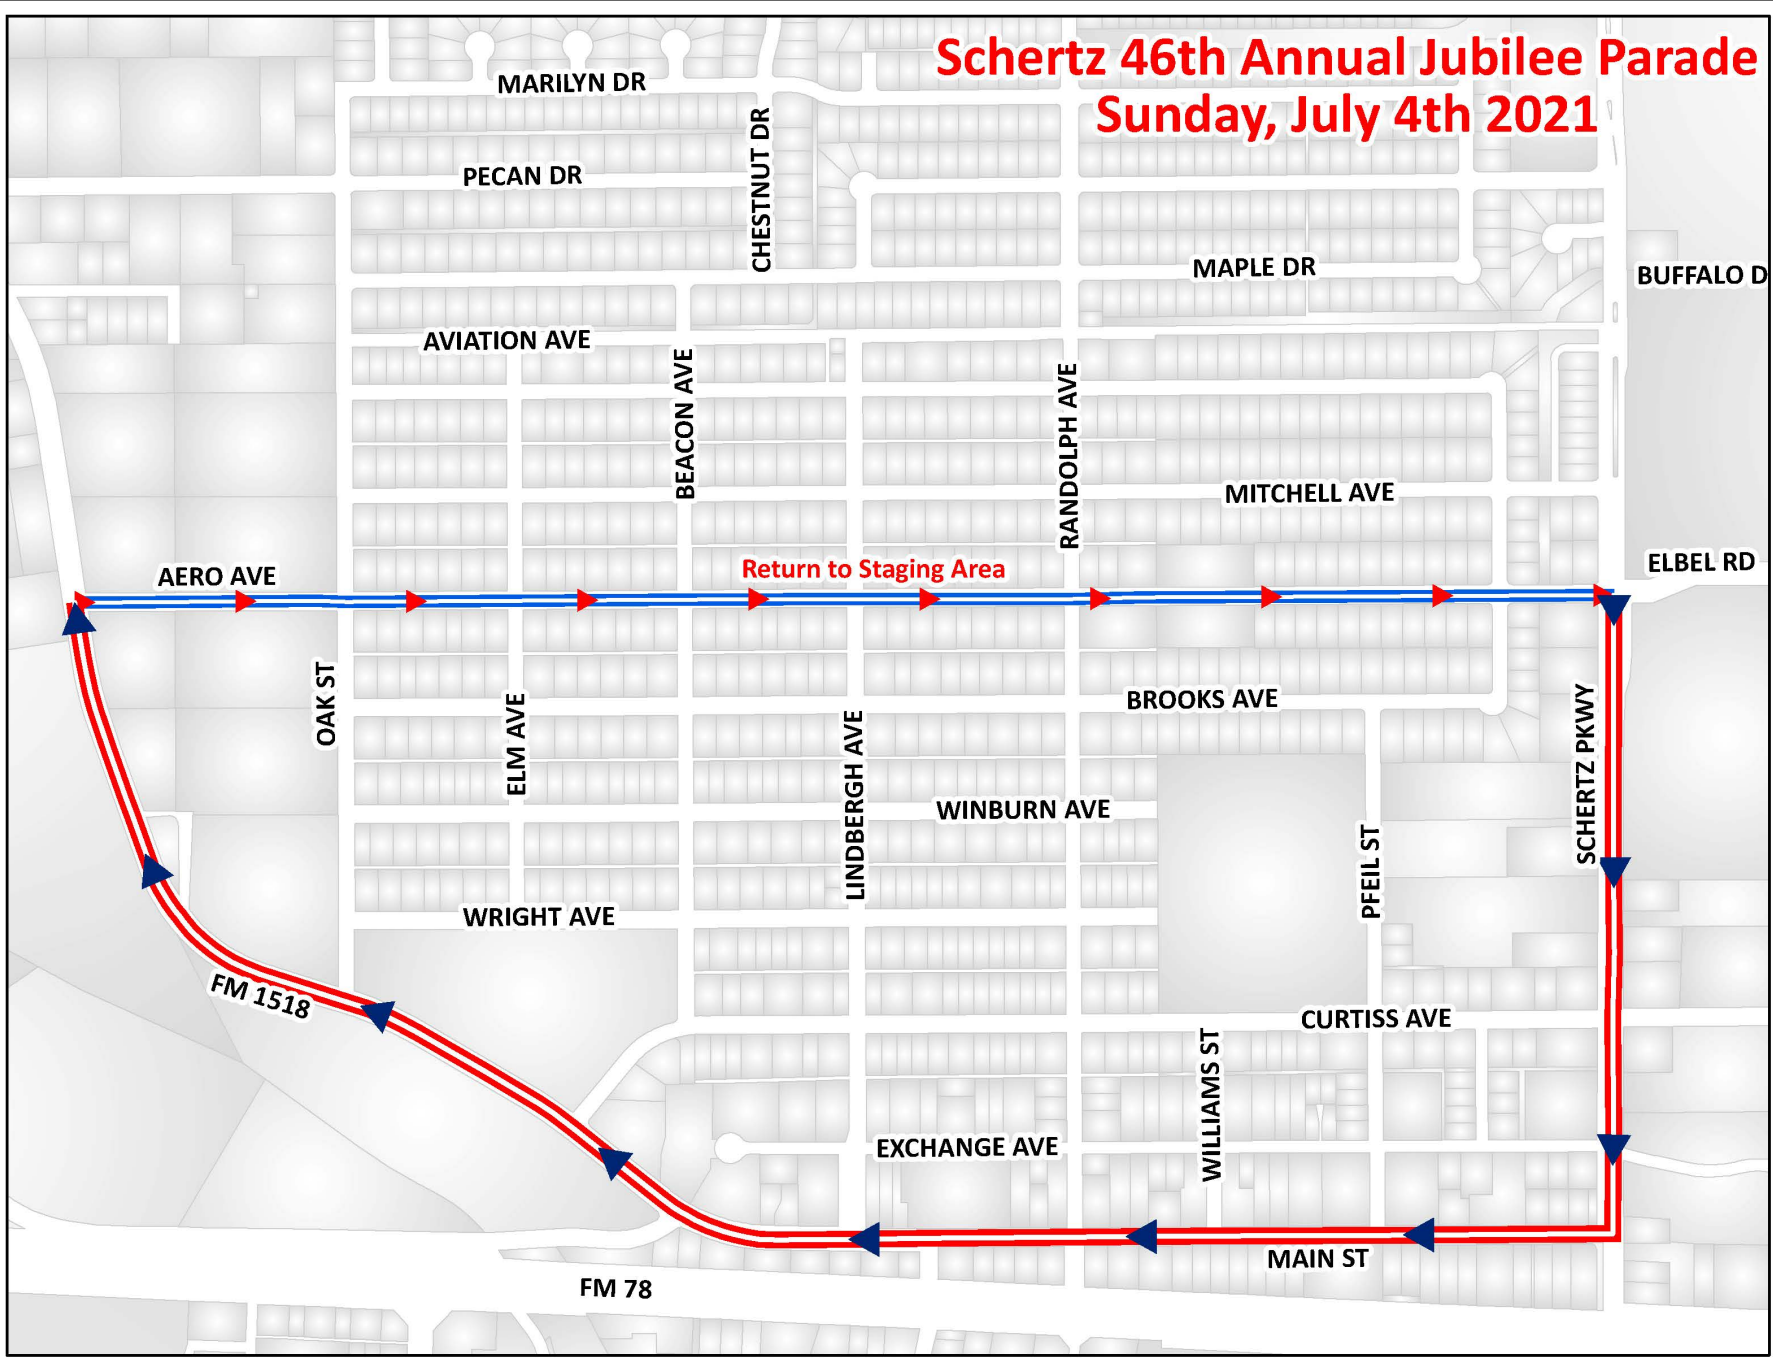 Schertz 46th Annual Jubilee Parade
Sunday, July 4th 2021
MARILYN DR
CHESTNUT DR
PECAN DR
MAPLE DR
BUFFALO D
AVIATION AVE
BEACON AVE
RANDOLPH AVE
MITCHELL AVE
ELBEL RD
AERO AVE
Return to Staging Area
OAK ST
ELM AVE
BROOKS AVE
SCHERTZ PKWY
LINDBERGH AVE
WINBURN AVE
PFEIL ST
WRIGHT AVE
FM 1518
CURTISS AVE
WILLIAMS ST
EXCHANGE AVE
MAIN ST
FM 78